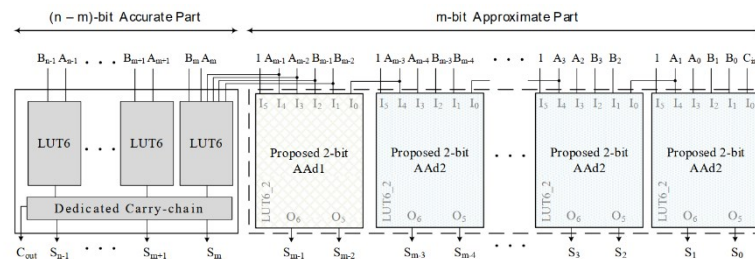 (n – m)-bit Accurate Part m-bit Approximate Part
Bn-1 An-1 Bm+1 Am+1 Bm Am 1 Am-1 Am-2 Bm-1 Bm-2 1 Am-3 Am-4 Bm-3 Bm-4 1 A3 A2 B3 B2 1 A1 A0 B1 B0 Cin
I5 I4 I3 I2 I1 I0 I5 I4 I3 I2 I1 I0 I5 I4 I3 I2 I1 I0 I5 I4 I3 I2 I1 I0
LUT6 LUT6 LUT6
Proposed 2-bit Proposed 2-bit Proposed 2-bit Proposed 2-bit
AAd1 AAd2 AAd2 AAd2
LUT6_2 LUT6_2 LUT6_2 LUT6_2
Dedicated Carry-chain
O6 O5 O6 O5 O6 O5 O6 O5
Cout Sn-1 Sm+1 Sm Sm-1 Sm-2 Sm-3 Sm-4 S3 S2 S1 S0